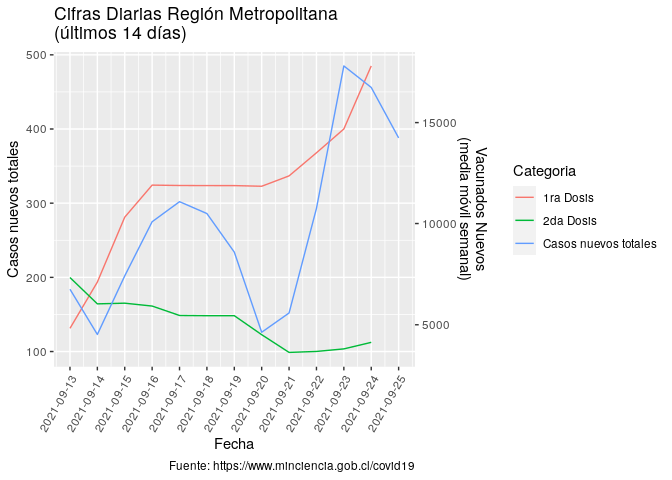 Cifras Diarias Región Metropolitana
(últimos 14 días)
Casos nuevos totales
500
400
300
200
100
15000
10000
5000
Vacunados Nuevos
(media móvil semanal)
2021-09-13
2021-09-14
2021-09-15
2021-09-16
2021-09-17
2021-09-18
2021-09-19
2021-09-20
2021-09-21
2021-09-22
2021-09-23
2021-09-24
2021-09-25
Fecha
Categoria
1ra Dosis
2da Dosis
Casos nuevos totales
Fuente: https://www.minciencia.gob.cl/covid19